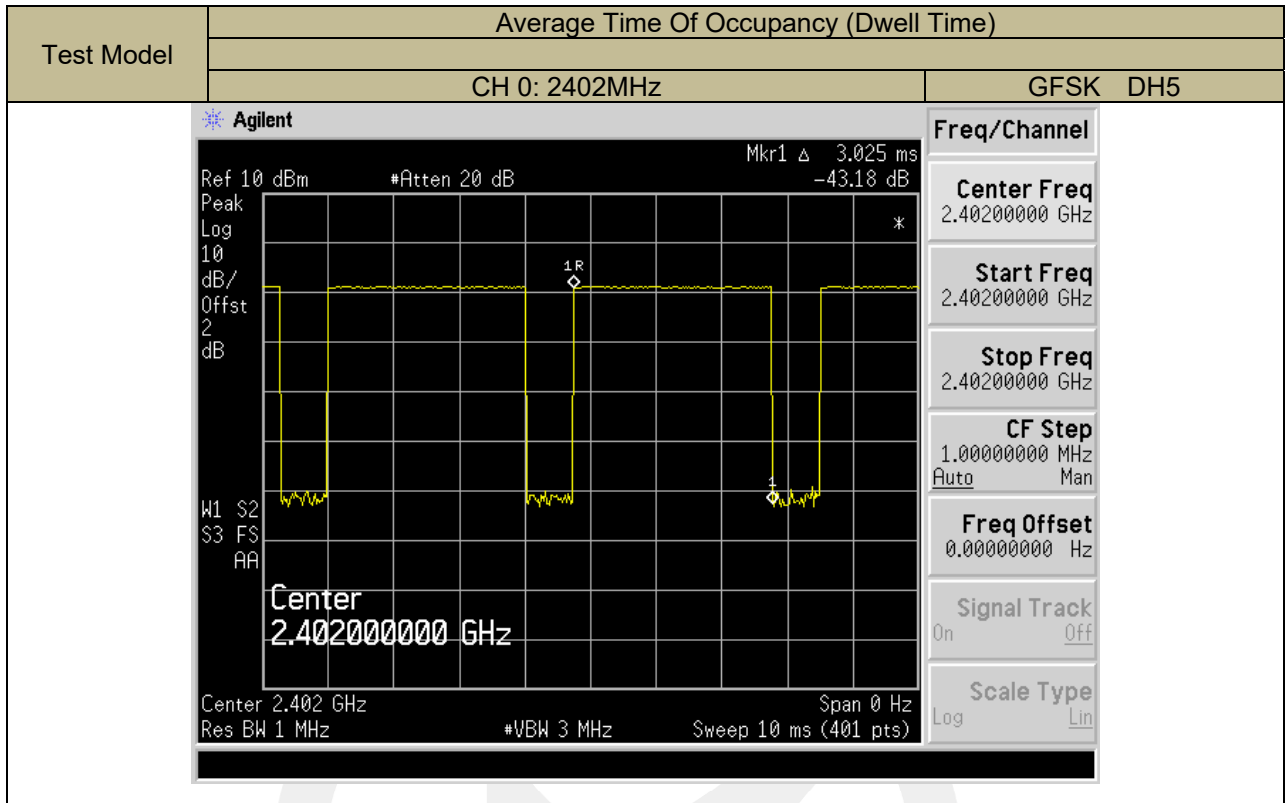 Test Model
Average Time Of Occupancy (Dwell Time)
CH 0: 2402MHz
GFSK DH5
Agilent
Freq/Channel
Mkr1 Δ 3.025 ms
Ref 10 dBm #Atten 20 dB -43.18 dB
Peak
Log
10
dB/
Offst
2
dB
*
1R
1
W1 S2
S3 FS
AA
Center
2.402000000 GHz
Center 2.402 GHz Span 0 Hz
Res BW 1 MHz #VBW 3 MHz Sweep 10 ms (401 pts)
Center Freq
2.40200000 GHz
Start Freq
2.40200000 GHz
Stop Freq
2.40200000 GHz
CF Step
1.00000000 MHz
Auto Man
Freq Offset
0.00000000 Hz
Signal Track
On Off
Scale Type
Log Lin